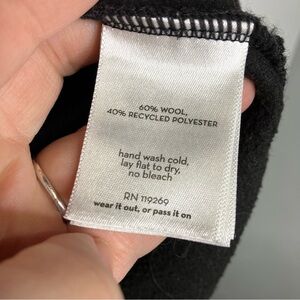 60% WOOL,
40% RECYCLED POLYESTER
hand wash cold,
lay flat to dry,
no bleach
RN 119269
wear it out, or pass it on